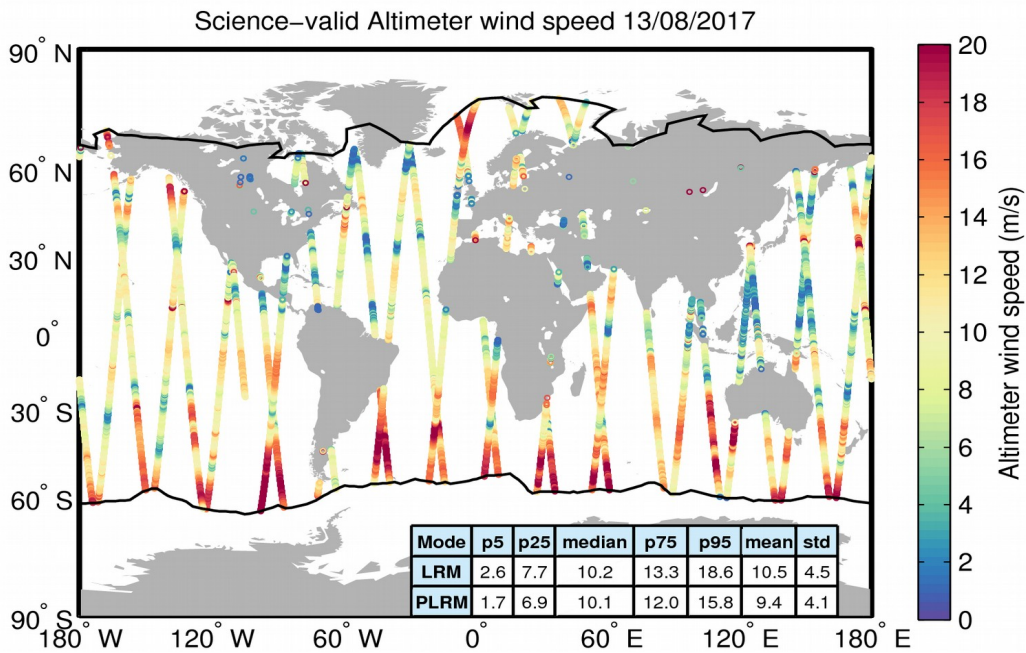 Science−valid Altimeter wind speed 13/08/2017
90° N
60° N
30° N
0°
30° S
60° S
90° S
180° W
120° W
60° W
0°
60° E
120° E
180° E
Mode p5 p25 median p75 p95 mean std
LRM 2.6 7.7 10.2 13.3 18.6 10.5 4.5
PLRM 1.7 6.9 10.1 12.0 15.8 9.4 4.1
20
18
16
14
12
10
8
6
4
2
0
Altimeter wind speed (m/s)